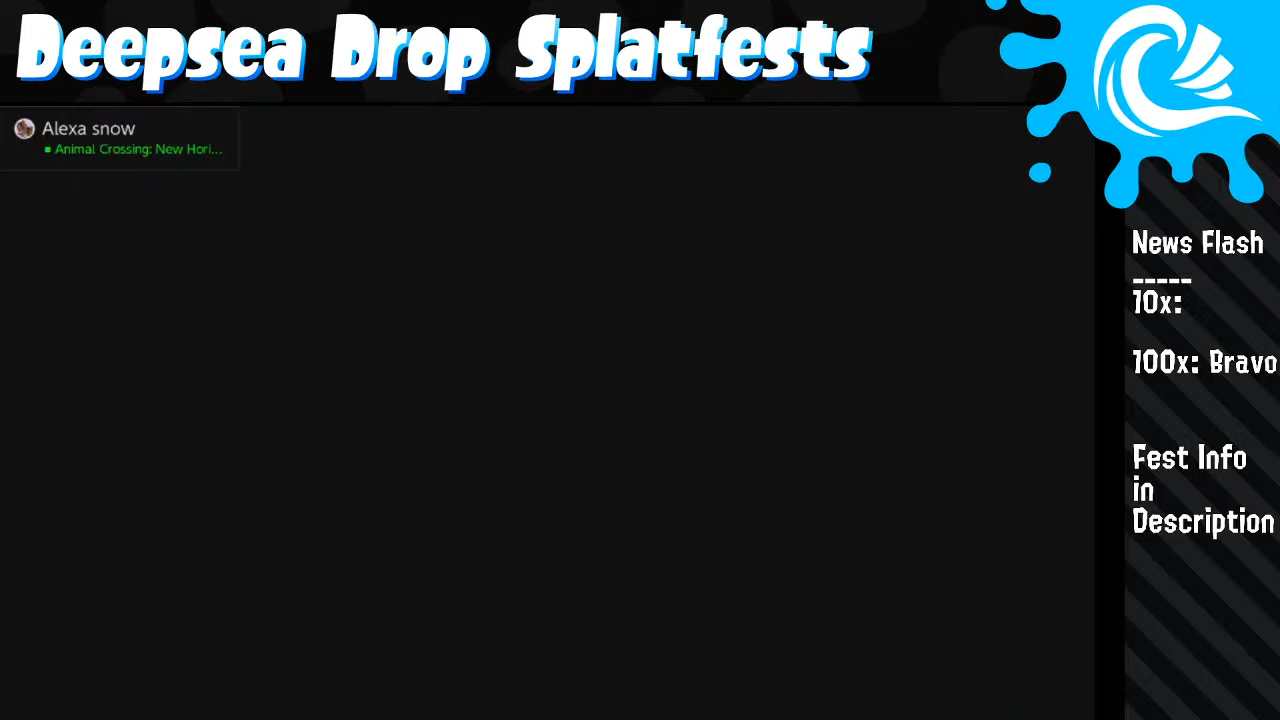 Deepsea Drop Splatfests
Alexa snow
Animal Crossing: New Hori...
News Flash
-----
10x:
100x: Bravo
Fest Info
in
Description